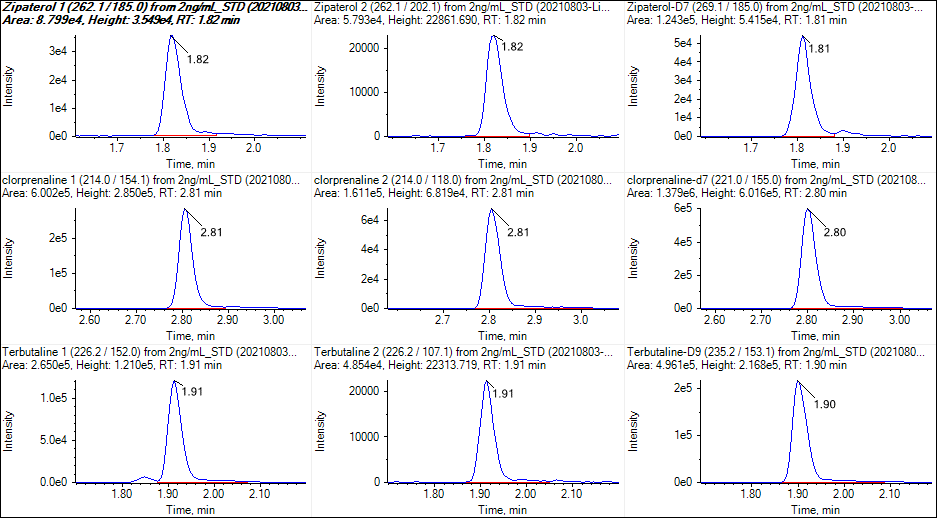 Zipaterol 1 (262.1 / 185.0) from 2ng/mL_STD (20210803...
Area: 8.799e4, Height: 3.549e4, RT: 1.82 min
3e4
2e4
1e4
0e0
1.82
1.7 1.8 1.9 2.0
Time, min
Intensity
Zipaterol 2 (262.1 / 202.1) from 2ng/mL_STD (20210803-Li...
Area: 5.793e4, Height: 22861.690, RT: 1.82 min
20000
10000
0
1.82
1.7 1.8 1.9 2.0
Time, min
Intensity
Zipaterol-D7 (269.1 / 185.0) from 2ng/mL_STD (20210803-...
Area: 1.243e5, Height: 5.415e4, RT: 1.81 min
5e4
4e4
3e4
2e4
1e4
0e0
1.81
1.7 1.8 1.9 2.0
Time, min
Intensity
clorprenaline 1 (214.0 / 154.1) from 2ng/mL_STD (202108...
Area: 6.002e5, Height: 2.850e5, RT: 2.81 min
2e5
1e5
0e0
2.81
2.60 2.70 2.80 2.90 3.00
Time, min
Intensity
clorprenaline 2 (214.0 / 118.0) from 2ng/mL_STD (202108...
Area: 1.611e5, Height: 6.819e4, RT: 2.81 min
6e4
4e4
2e4
0e0
2.81
2.7 2.8 2.9 3.0
Time, min
Intensity
clorprenaline-d7 (221.0 / 155.0) from 2ng/mL_STD (202108...
Area: 1.379e6, Height: 6.016e5, RT: 2.80 min
6e5
4e5
2e5
0e0
2.80
2.60 2.70 2.80 2.90 3.00
Time, min
Intensity
Terbutaline 1 (226.2 / 152.0) from 2ng/mL_STD (20210803...
Area: 2.650e5, Height: 1.210e5, RT: 1.91 min
1.0e5
5.0e4
0.0e0
1.91
1.80 1.90 2.00 2.10
Time, min
Intensity
Terbutaline 2 (226.2 / 107.1) from 2ng/mL_STD (20210803-...
Area: 4.854e4, Height: 22313.719, RT: 1.91 min
20000
10000
0
1.91
1.80 1.90 2.00 2.10
Time, min
Intensity
Terbutaline-D9 (235.2 / 153.1) from 2ng/mL_STD (2021080...
Area: 4.961e5, Height: 2.168e5, RT: 1.90 min
2e5
1e5
0e0
1.90
1.80 1.90 2.00 2.10
Time, min
Intensity